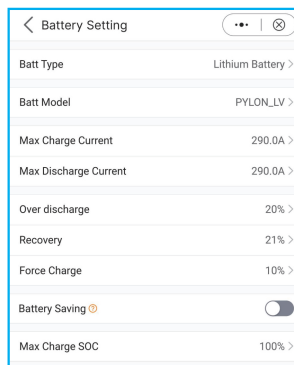 Battery Setting
Batt Type Lithium Battery
Batt Model PYLON_LV
Max Charge Current 290.0A
Max Discharge Current 290.0A
Over discharge 20%
Recovery 21%
Force Charge 10%
Battery Saving ?
Max Charge SOC 100%